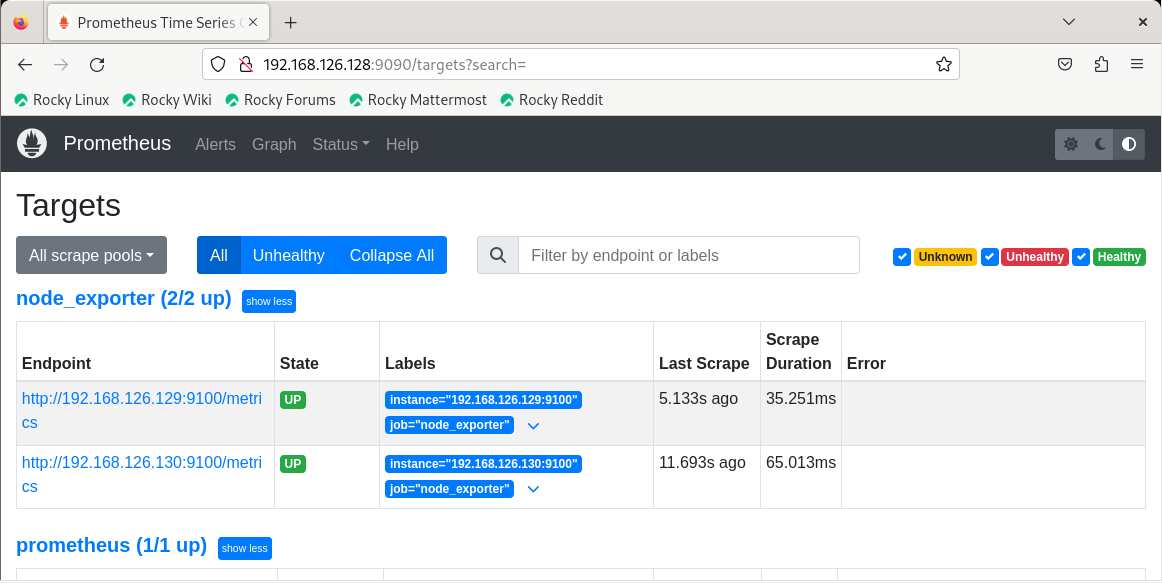 Prometheus Time Series
192.168.126.128:9090/targets?search=
Rocky Linux Rocky Wiki Rocky Forums Rocky Mattermost Rocky Reddit
Prometheus Alerts Graph Status Help
Targets
All scrape pools All Unhealthy Collapse All Filter by endpoint or labels Unknown Unhealthy Healthy
node_exporter (2/2 up) show less
Endpoint State Labels Last Scrape Scrape Duration Error
http://192.168.126.129:9100/metri
cs
UP
instance="192.168.126.129:9100"
job="node_exporter"
5.133s ago
35.251ms
http://192.168.126.130:9100/metri
cs
UP
instance="192.168.126.130:9100"
job="node_exporter"
11.693s ago
65.013ms
prometheus (1/1 up) show less